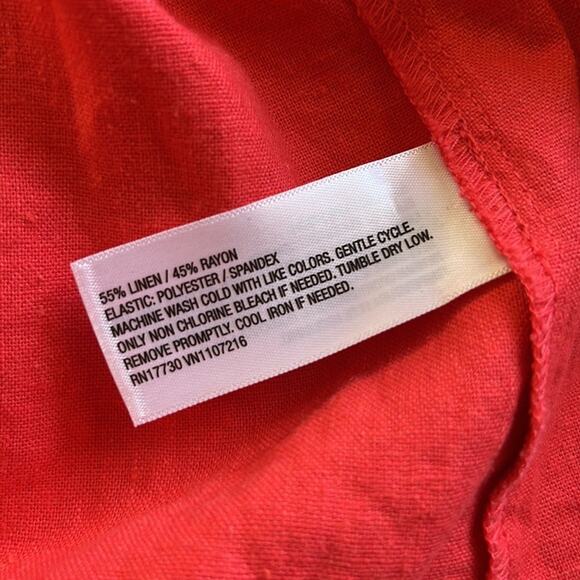 55% LINEN / 45% RAYON
ELASTIC: POLYESTER / SPANDEX
MACHINE WASH COLD WITH LIKE COLORS. GENTLE CYCLE.
ONLY NON CHLORINE BLEACH IF NEEDED. TUMBLE DRY LOW.
REMOVE PROMPTLY. COOL IRON IF NEEDED.
RN17730 VN1107216